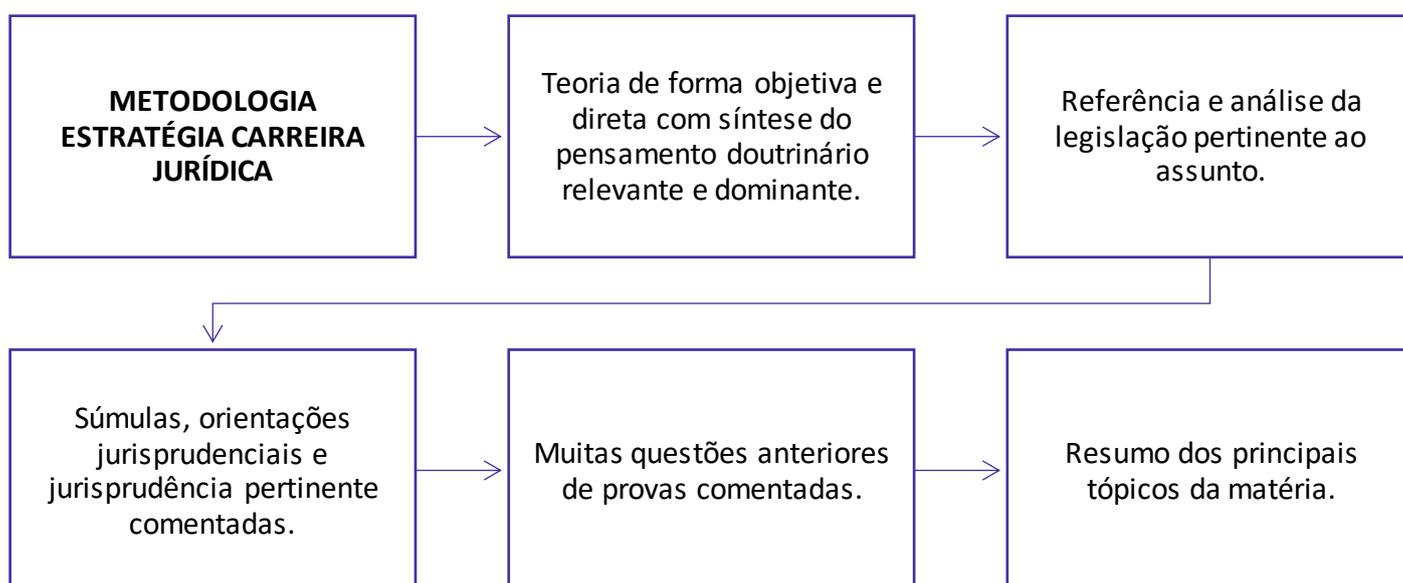 METODOLOGIA
ESTRATÉGIA CARREIRA
JURÍDICA
Teoria de forma objetiva e
direta com síntese do
pensamento doutrinário
relevante e dominante.
Referência e análise da
legislação pertinente ao
assunto.
Súmulas, orientações
jurisprudenciais e
jurisprudência pertinente
comentadas.
Muitas questões anteriores
de provas comentadas.
Resumo dos principais
tópicos da matéria.